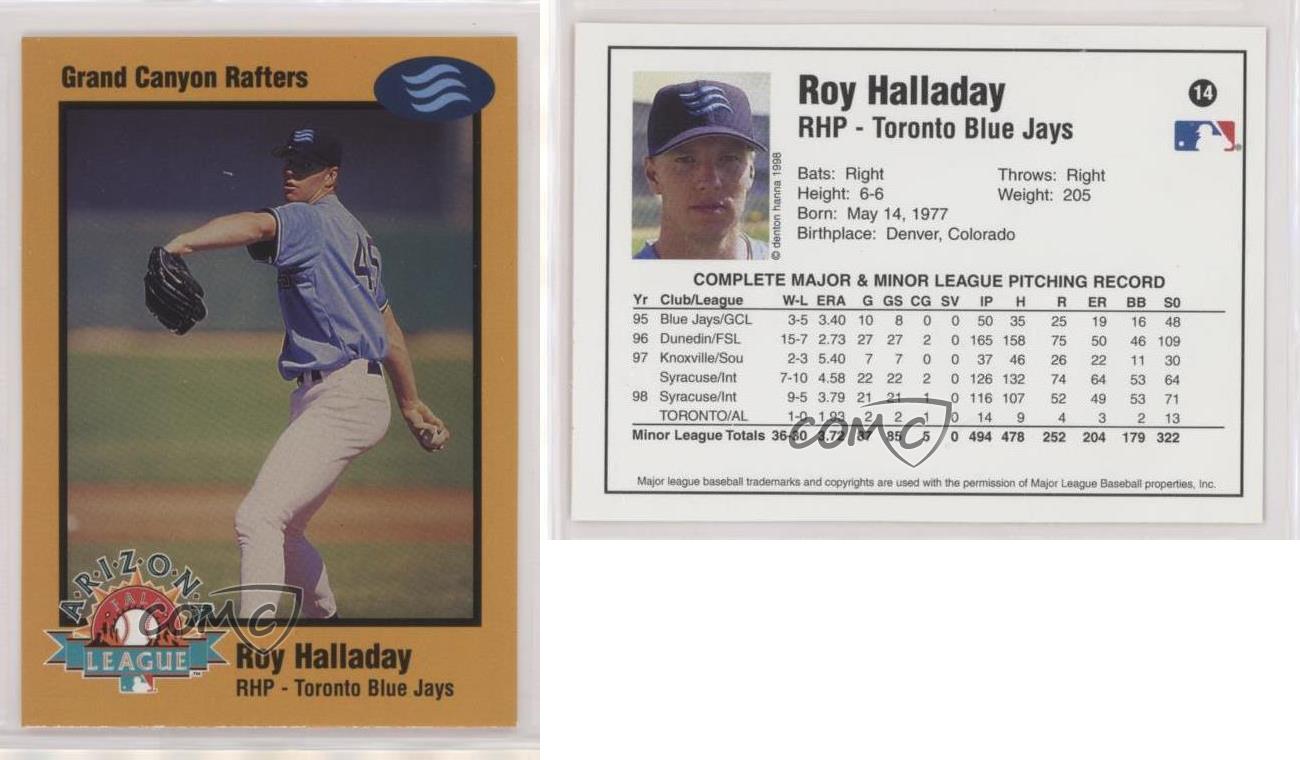 Grand Canyon Rafters
45
ARIZONA
FALL
LEAGUE
TM
COMC
Roy Halladay
RHP - Toronto Blue Jays
© denton hanna 1998
Roy Halladay
14
RHP - Toronto Blue Jays
Bats: Right Throws: Right
Height: 6-6 Weight: 205
Born: May 14, 1977
Birthplace: Denver, Colorado
COMPLETE MAJOR & MINOR LEAGUE PITCHING RECORD
Yr Club/League W-L ERA G GS CG SV IP H R ER BB SO
95 Blue Jays/GCL 3-5 3.40 10 8 0 0 50 35 25 19 16 48
96 Dunedin/FSL 15-7 2.73 27 27 2 0 165 158 75 50 46 109
97 Knoxville/Sou 2-3 5.40 7 7 0 0 37 46 26 22 11 30
Syracuse/Int 7-10 4.58 22 22 2 0 126 132 74 64 53 64
98 Syracuse/Int 9-5 3.79 21 21 1 0 116 107 52 49 53 71
TORONTO/AL 1-0 1.93 2 2 1 0 14 9 4 3 2 13
Minor League Totals 36-30 3.72 87 85 5 0 494 478 252 204 179 322
COMC
Major league baseball trademarks and copyrights are used with the permission of Major League Baseball properties, Inc.